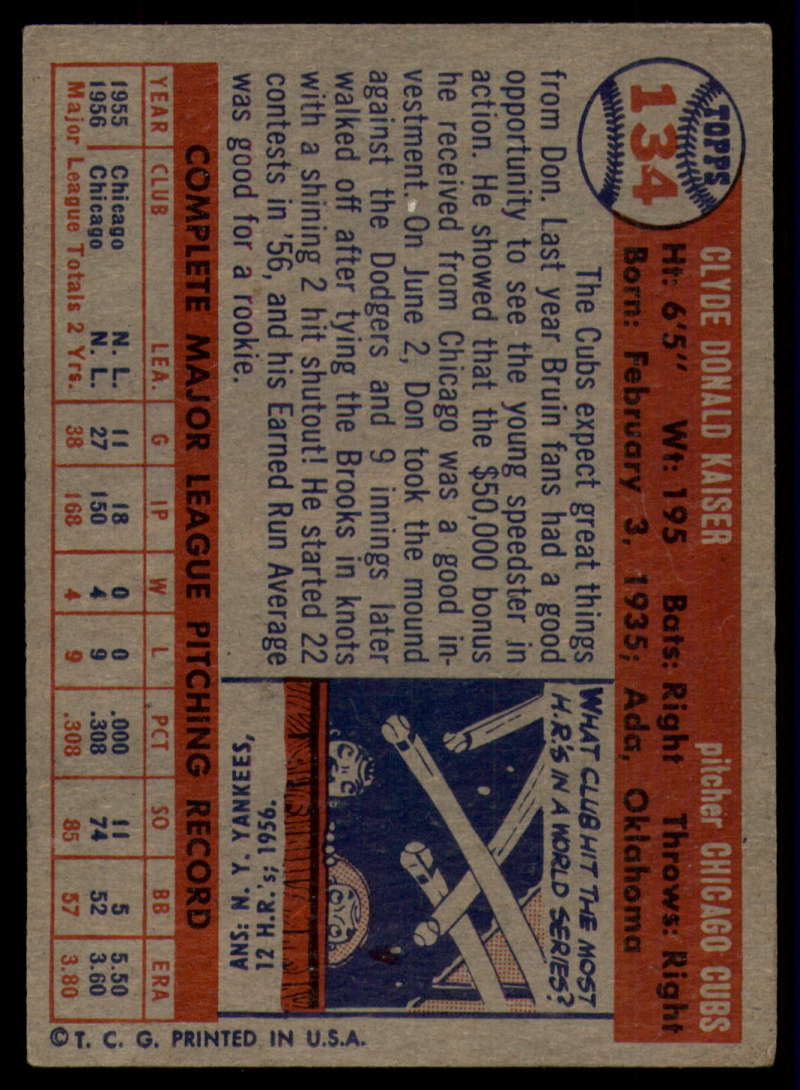 TOPPS
134
CLYDE DONALD KAISER pitcher CHICAGO CUBS
Ht: 6'5" Wt: 195 Bats: Right Throws: Right
Born: February 3, 1935; Ada, Oklahoma
The Cubs expect great things
from Don. Last year Bruin fans had a good
opportunity to see the young speedster in
action. He showed that the $50,000 bonus
he received from Chicago was a good in-
vestment. On June 2, Don took the mound
against the Dodgers and 9 innings later
walked off after tying the Brooks in knots
with a shining 2 hit shutout! He started 22
contests in '56, and his Earned Run Average
was good for a rookie.
WHAT CLUB HIT THE MOST
H.R'S IN A WORLD SERIES?
ANS: N. Y. YANKEES,
12 H.R.'s; 1956.
COMPLETE MAJOR LEAGUE PITCHING RECORD
YEAR CLUB LEA. G IP W L PCT SO BB ERA
1955 Chicago N. L. 11 18 0 0 .000 11 5 5.50
1956 Chicago N. L. 27 150 4 9 .308 74 52 3.60
Major League Totals 2 Yrs. 38 168 4 9 .308 85 57 3.80
© T. C. G. PRINTED IN U.S.A.